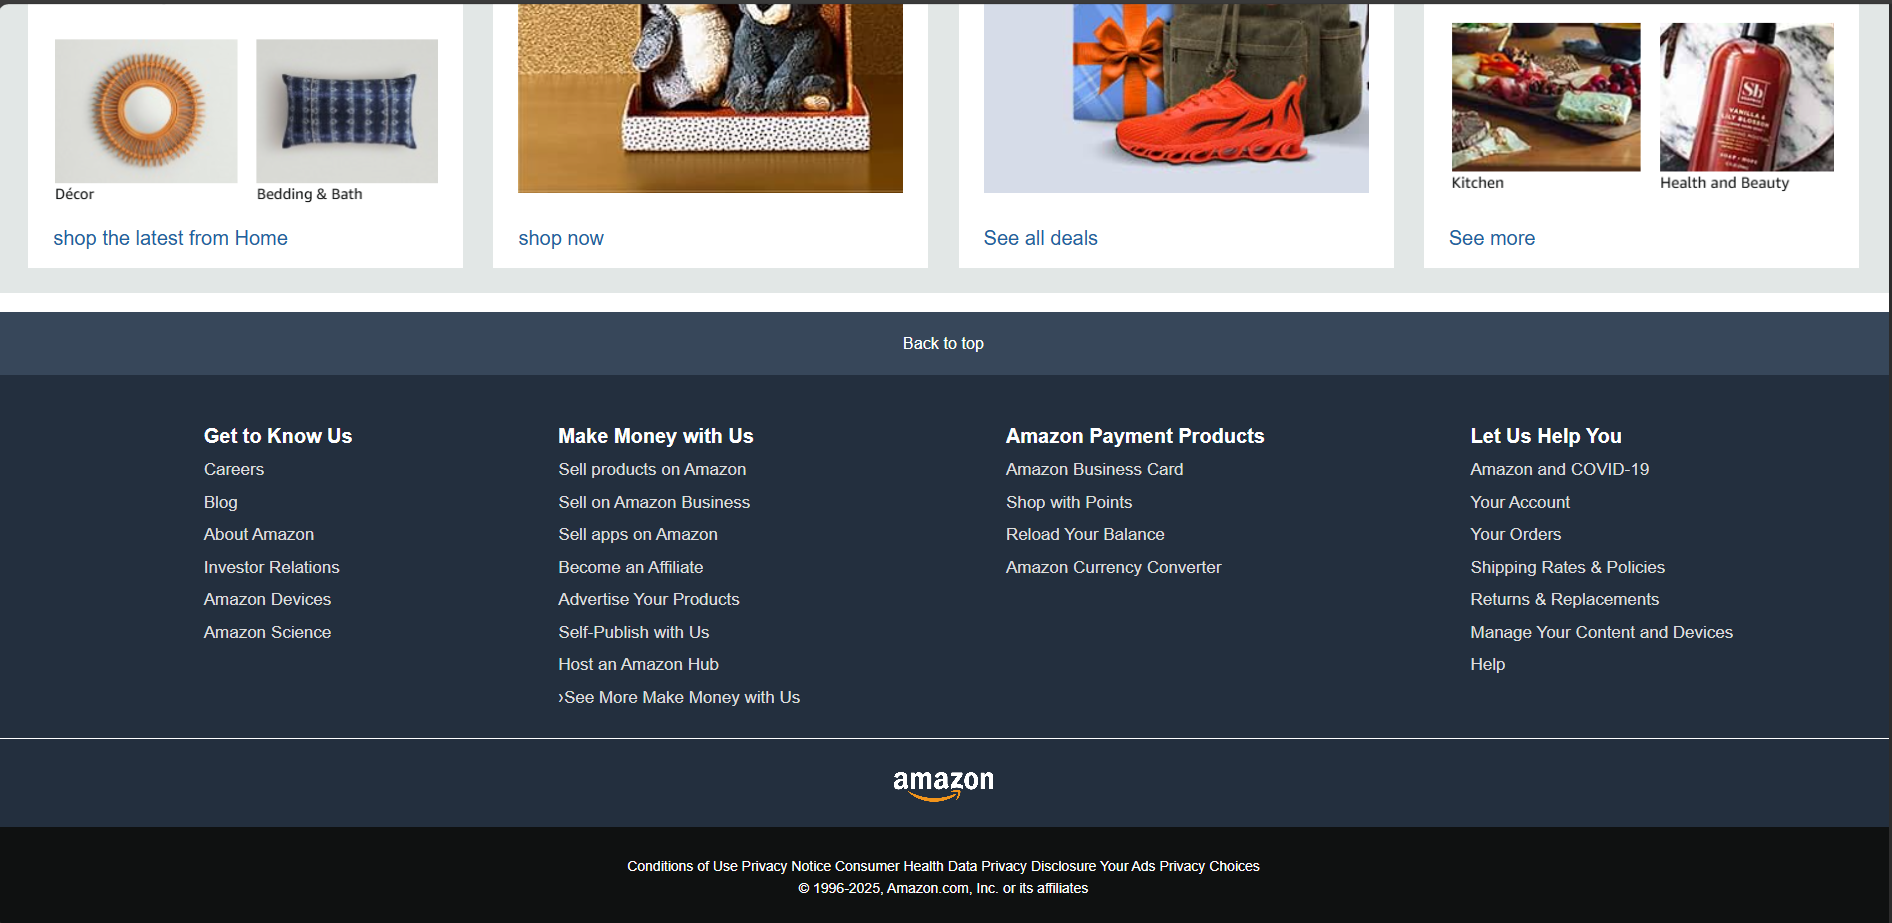 Décor
Bedding & Bath
shop the latest from Home
shop now
See all deals
Sb
VANILLA &
LILY BLOSSOM
Kitchen
Health and Beauty
See more
Back to top
Get to Know Us
Careers
Blog
About Amazon
Investor Relations
Amazon Devices
Amazon Science
Make Money with Us
Sell products on Amazon
Sell on Amazon Business
Sell apps on Amazon
Become an Affiliate
Advertise Your Products
Self-Publish with Us
Host an Amazon Hub
›See More Make Money with Us
Amazon Payment Products
Amazon Business Card
Shop with Points
Reload Your Balance
Amazon Currency Converter
Let Us Help You
Amazon and COVID-19
Your Account
Your Orders
Shipping Rates & Policies
Returns & Replacements
Manage Your Content and Devices
Help
amazon
Conditions of Use Privacy Notice Consumer Health Data Privacy Disclosure Your Ads Privacy Choices
© 1996-2025, Amazon.com, Inc. or its affiliates